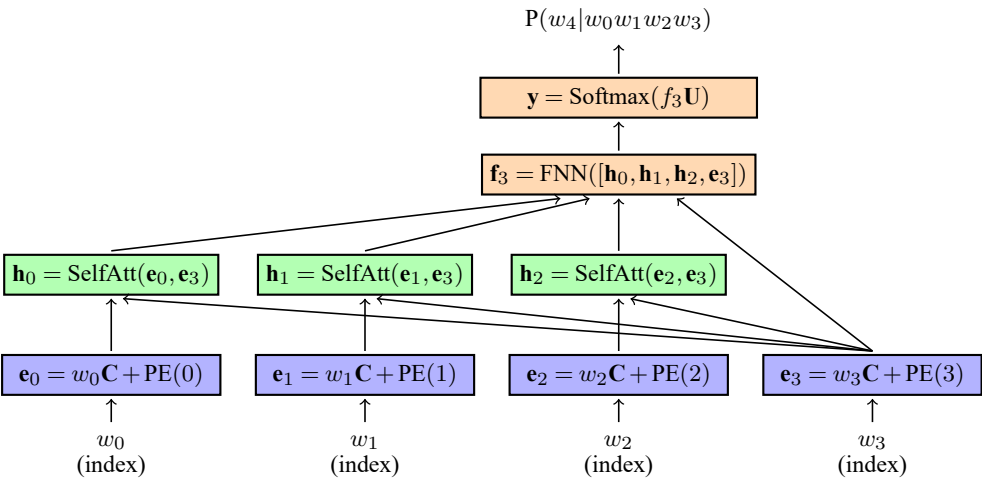 P(w₄|w₀w₁w₂w₃)
y = Softmax(f₃U)
f₃ = FNN([h₀, h₁, h₂, e₃])
h₀ = SelfAtt(e₀, e₃)
h₁ = SelfAtt(e₁, e₃)
h₂ = SelfAtt(e₂, e₃)
e₀ = w₀C + PE(0)
e₁ = w₁C + PE(1)
e₂ = w₂C + PE(2)
e₃ = w₃C + PE(3)
w₀
w₁
w₂
w₃
(index)
(index)
(index)
(index)